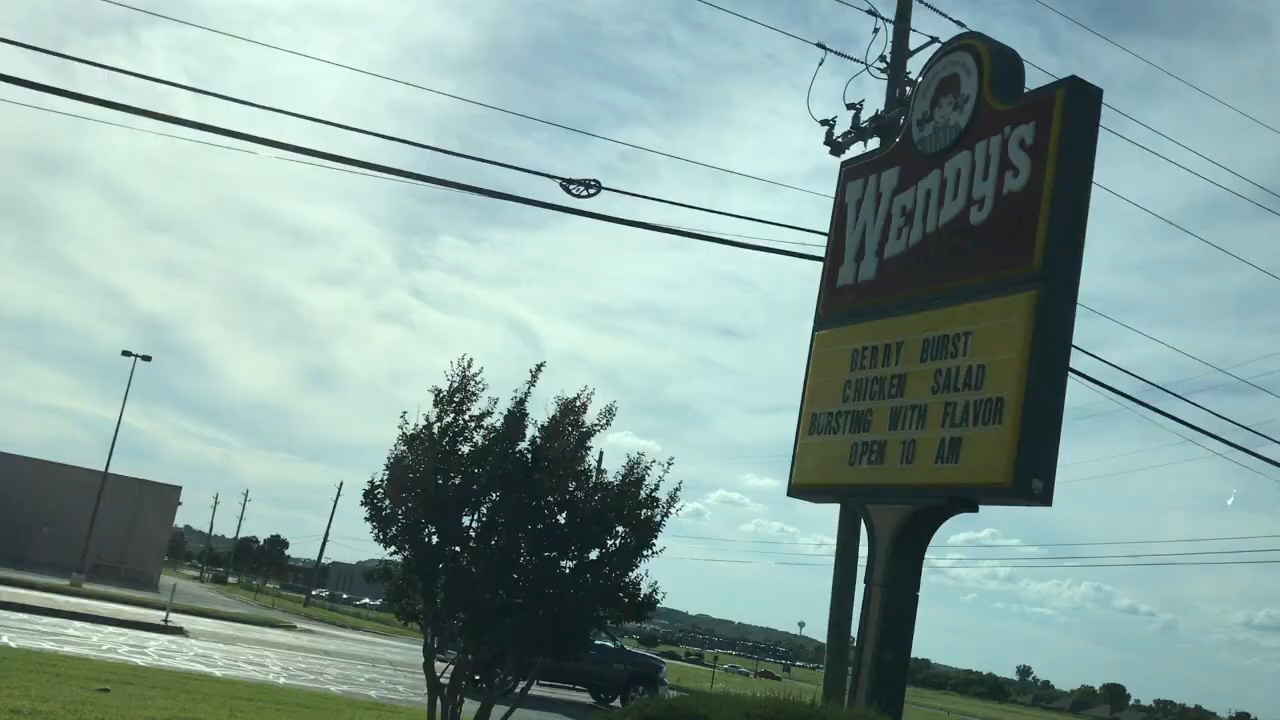 WENDY'S
BERRY BURST
CHICKEN SALAD
BURSTING WITH FLAVOR
OPEN 10 AM